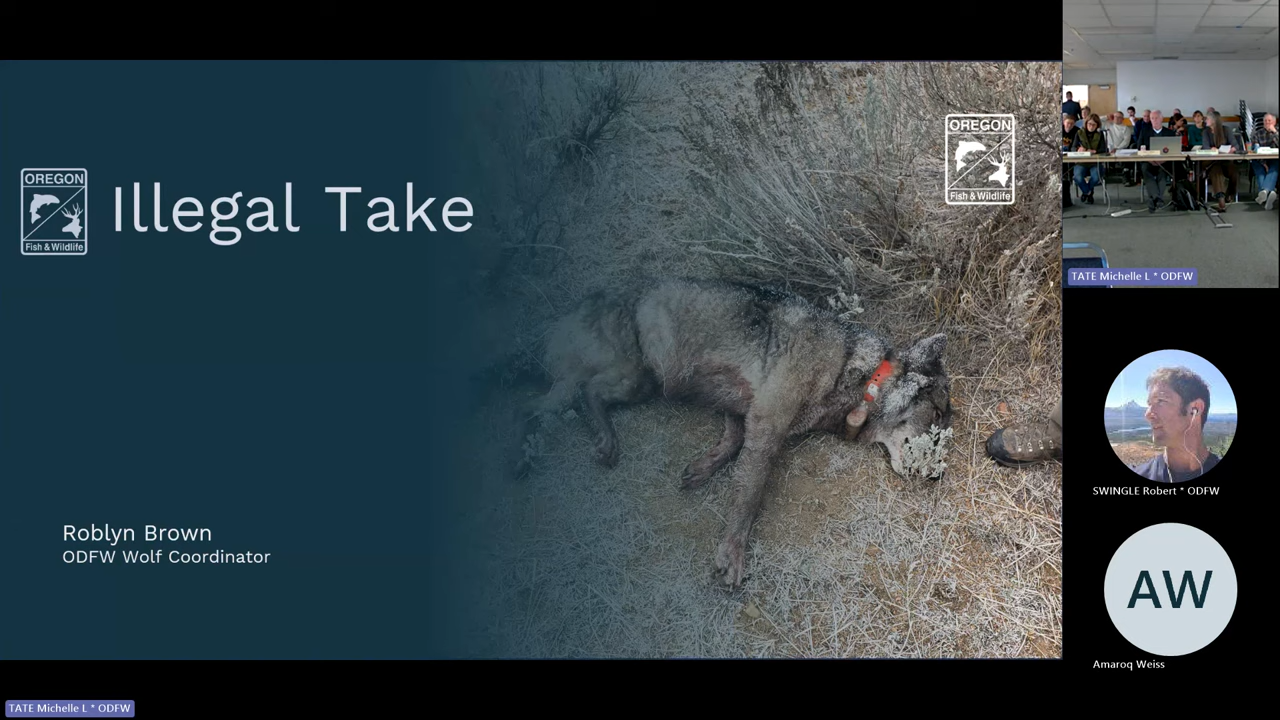 OREGON
Fish & Wildlife
Illegal Take
OREGON
Fish & Wildlife
Roblyn Brown
ODFW Wolf Coordinator
TATE Michelle L * ODFW
SWINGLE Robert * ODFW
AW
Amaroq Weiss
TATE Michelle L * ODFW